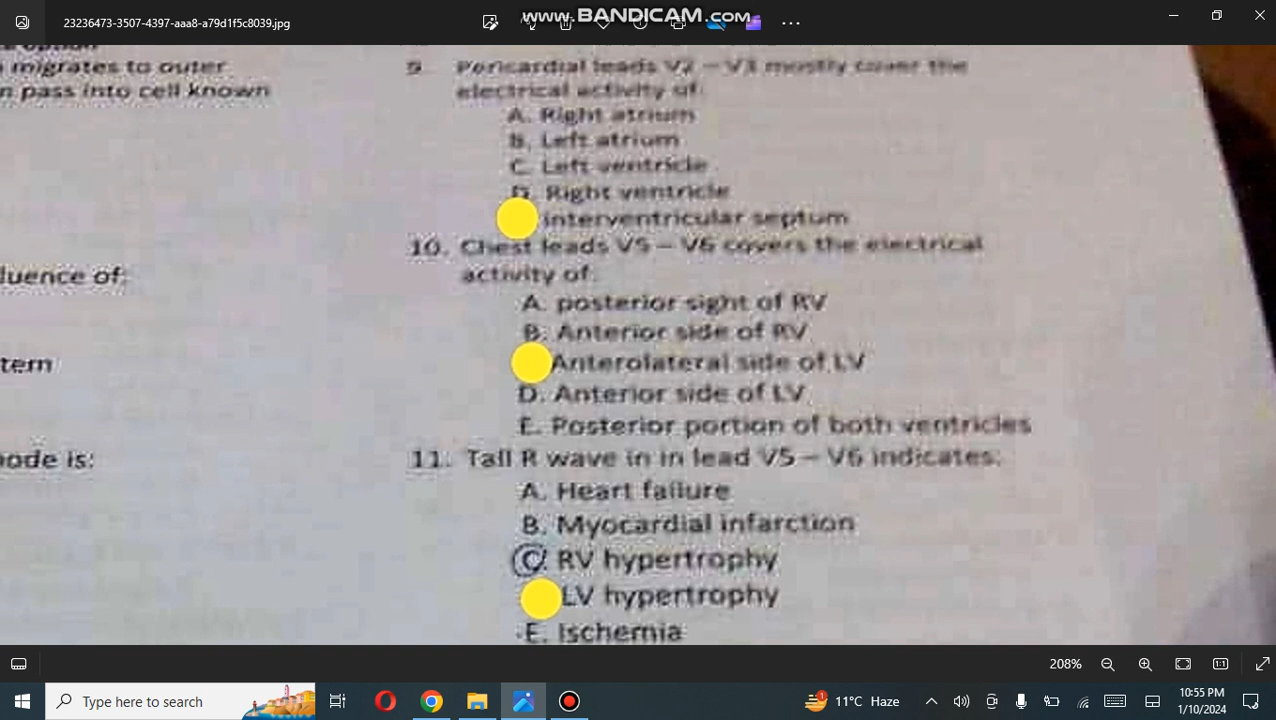 23236473-3507-4397-aaa8-a79d1f5c8039.jpg
www.BANDICAM.com
option
migrates to outer
n pass into cell known
luence of:
tem
node is:
9. Pericardial leads V2 – V3 mostly cover the
electrical activity of:
A. Right atrium
B. Left atrium
C. Left ventricle
D. Right ventricle
interventricular septum
10. Chest leads V5 – V6 covers the electrical
activity of:
A. posterior sight of RV
B. Anterior side of RV
Anterolateral side of LV
D. Anterior side of LV
E. Posterior portion of both ventricles
11. Tall R wave in in lead V5 – V6 indicates:
A. Heart failure
B. Myocardial infarction
C. RV hypertrophy
LV hypertrophy
E. Ischemia
208%
Type here to search
11°C Haze
10:55 PM
1/10/2024